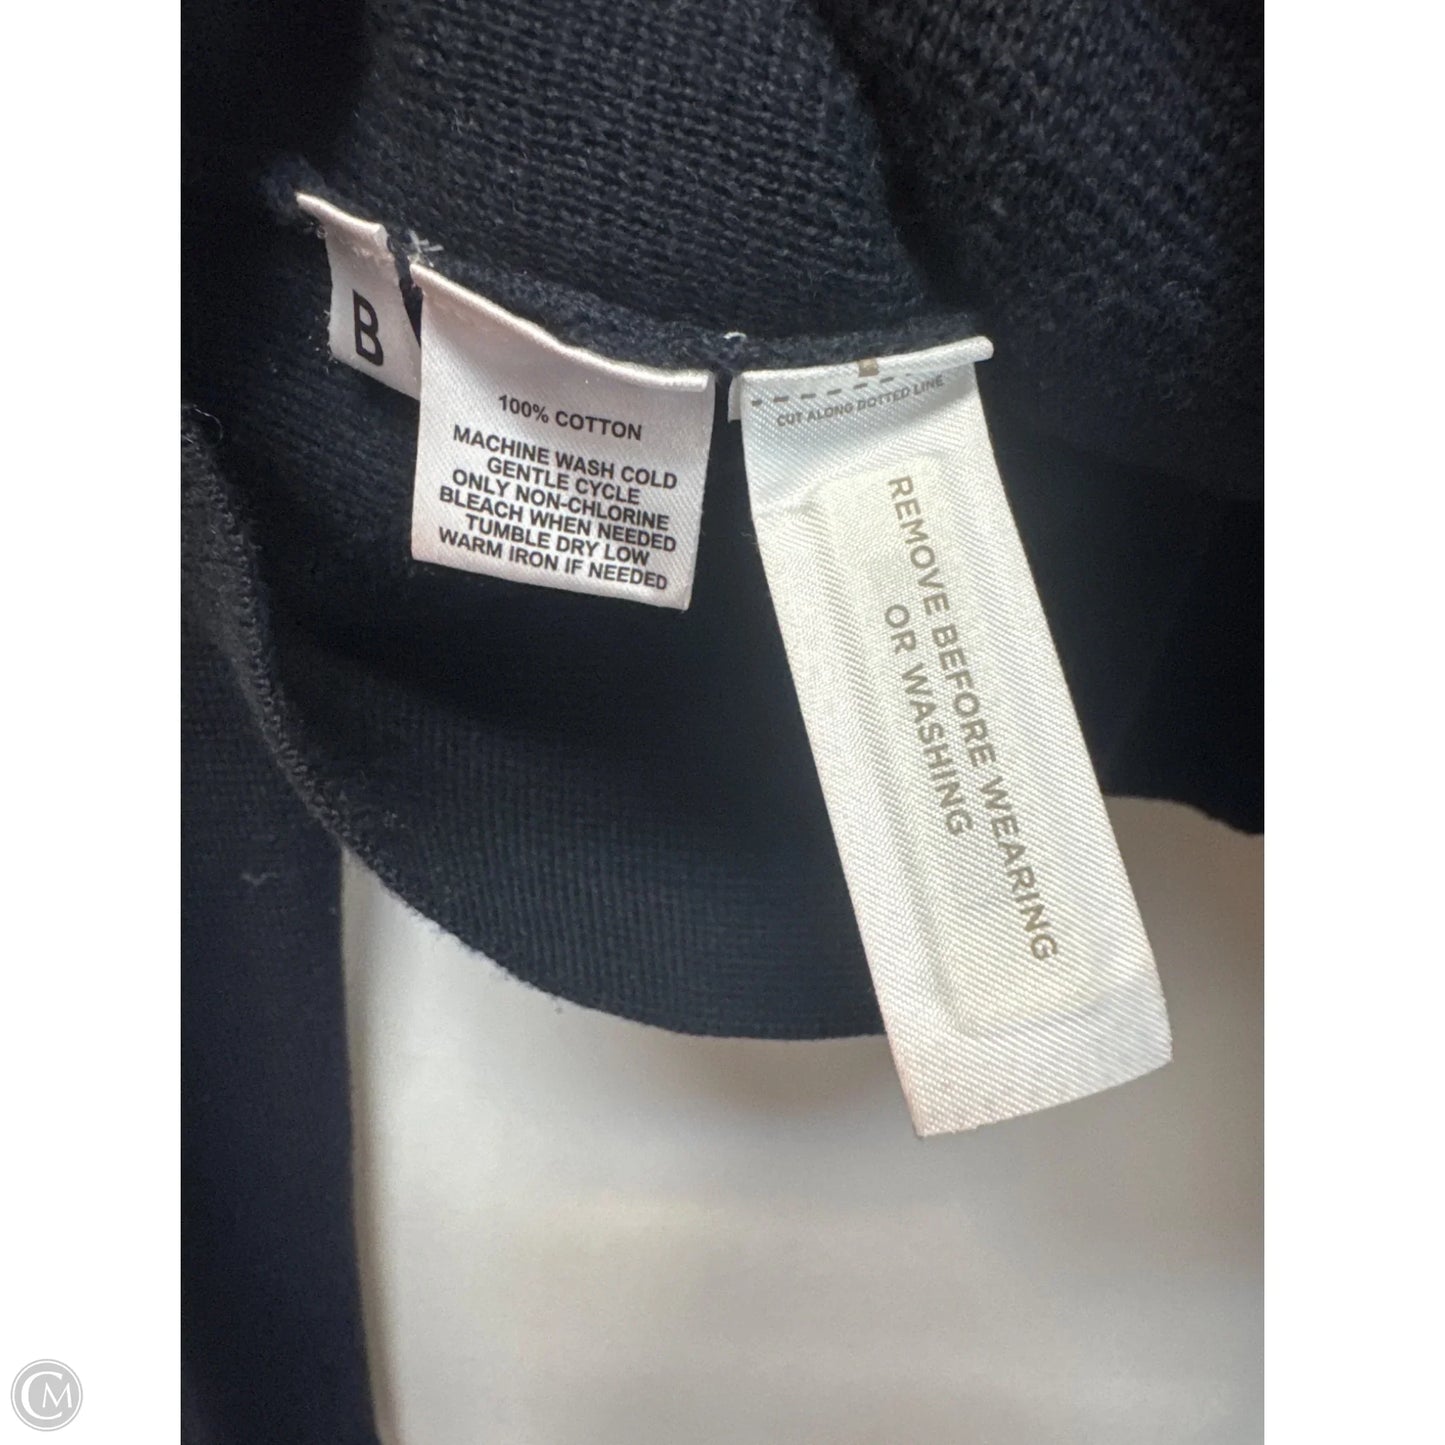 B
100% COTTON
MACHINE WASH COLD
GENTLE CYCLE
ONLY NON-CHLORINE
BLEACH WHEN NEEDED
TUMBLE DRY LOW
WARM IRON IF NEEDED
CUT ALONG DOTTED LINE
REMOVE BEFORE WEARING
OR WASHING
CM